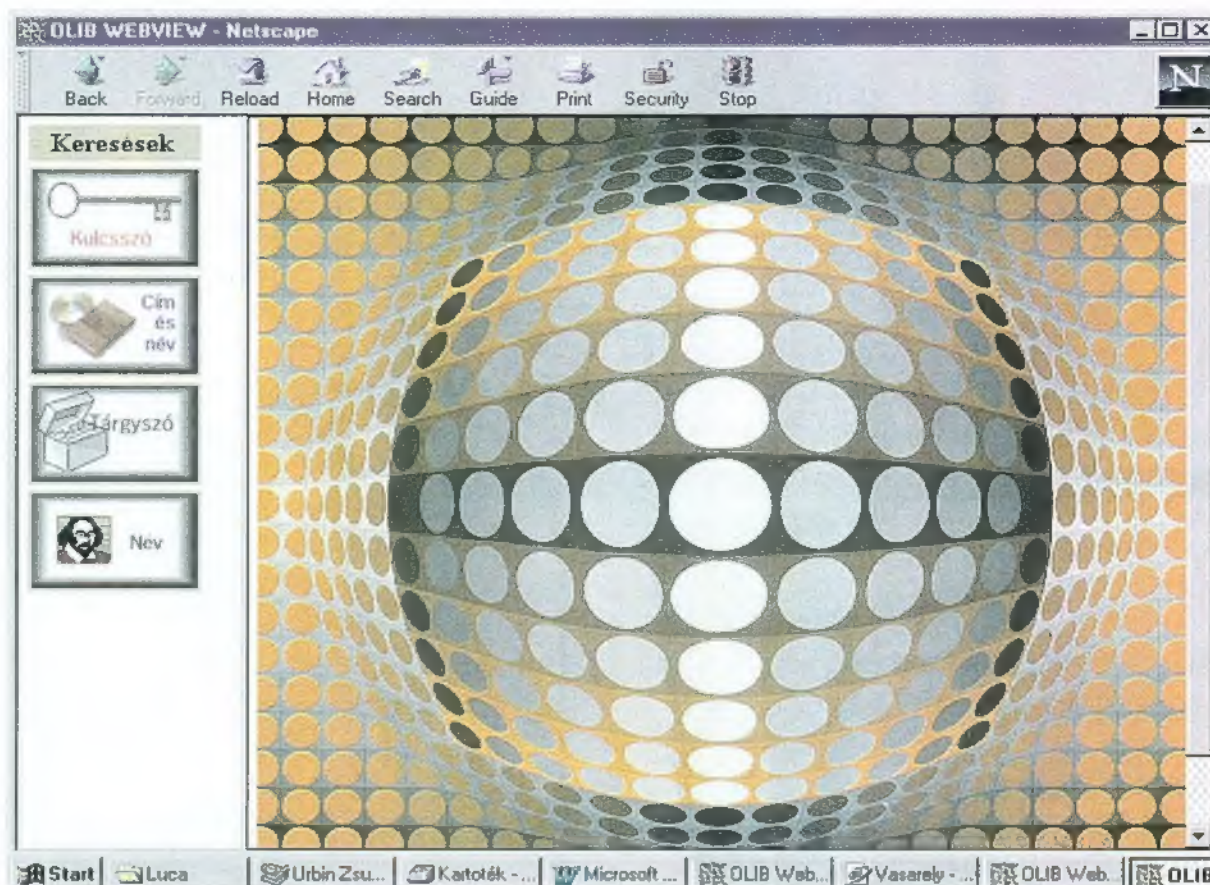 OLIB WEBVIEW - Netscape
Back Forward Reload Home Search Guide Print Security Stop
N
Keresések
Kulcsszó
Cím
és
név
Tárgyszó
Név
Start Luca Urbin Zsu... Kartoték - ... Microsoft ... OLIB Web... Vasarely - ... OLIB Web... OLIB